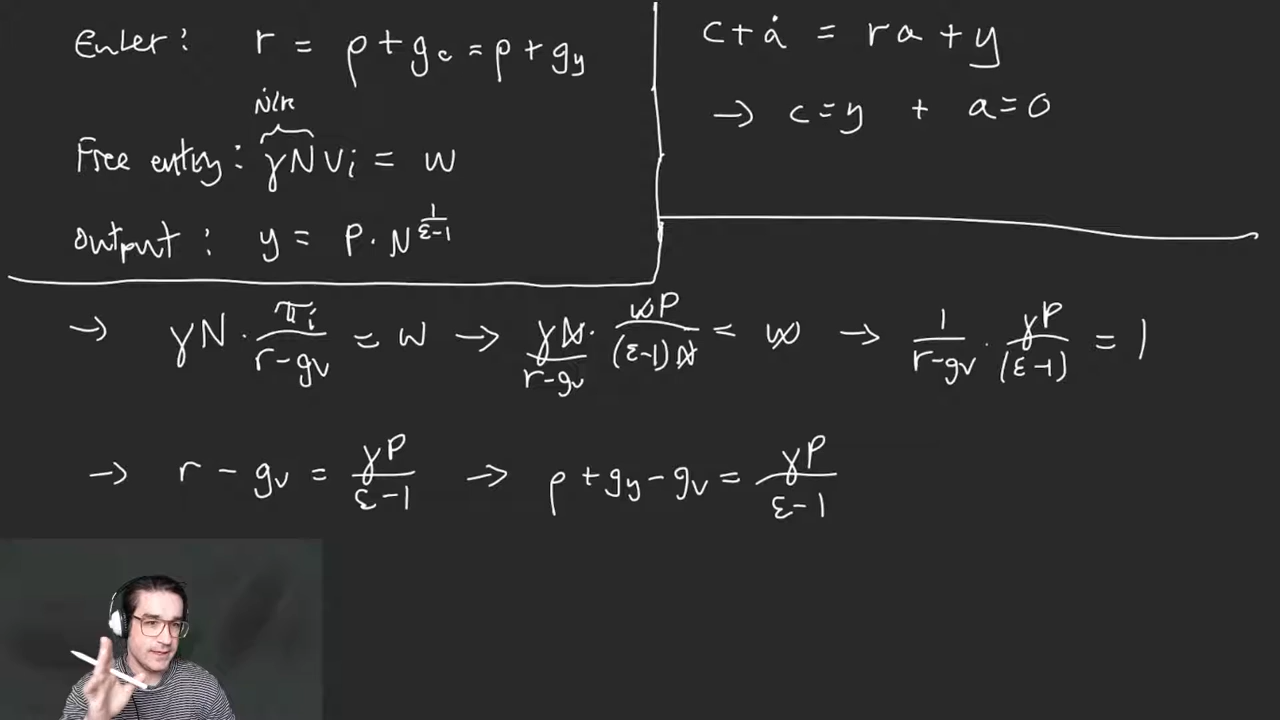 Euler: r = ρ + g_c = ρ + g_y
Ṅ/R
Free entry: γN v_i = w
Output: y = P · N^{1/(ε-1)}
c + ȧ = ra + y
→ c = y + a = 0
→ γN · π_i/(r - g_v) = w → γN/(r - g_v) · wP/((ε-1)N) = w → 1/(r - g_v) · γP/(ε-1) = 1
→ r - g_v = γP/(ε-1) → ρ + g_y - g_v = γP/(ε-1)